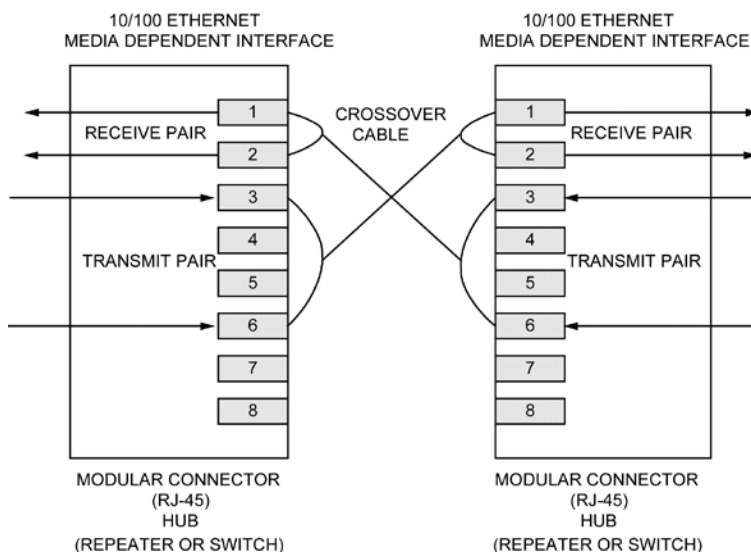 10/100 ETHERNET
MEDIA DEPENDENT INTERFACE
10/100 ETHERNET
MEDIA DEPENDENT INTERFACE
1
RECEIVE PAIR
2
3
4
TRANSMIT PAIR
5
6
7
8
CROSSOVER
CABLE
1
RECEIVE PAIR
2
3
4
TRANSMIT PAIR
5
6
7
8
MODULAR CONNECTOR
(RJ-45)
HUB
(REPEATER OR SWITCH)
MODULAR CONNECTOR
(RJ-45)
HUB
(REPEATER OR SWITCH)